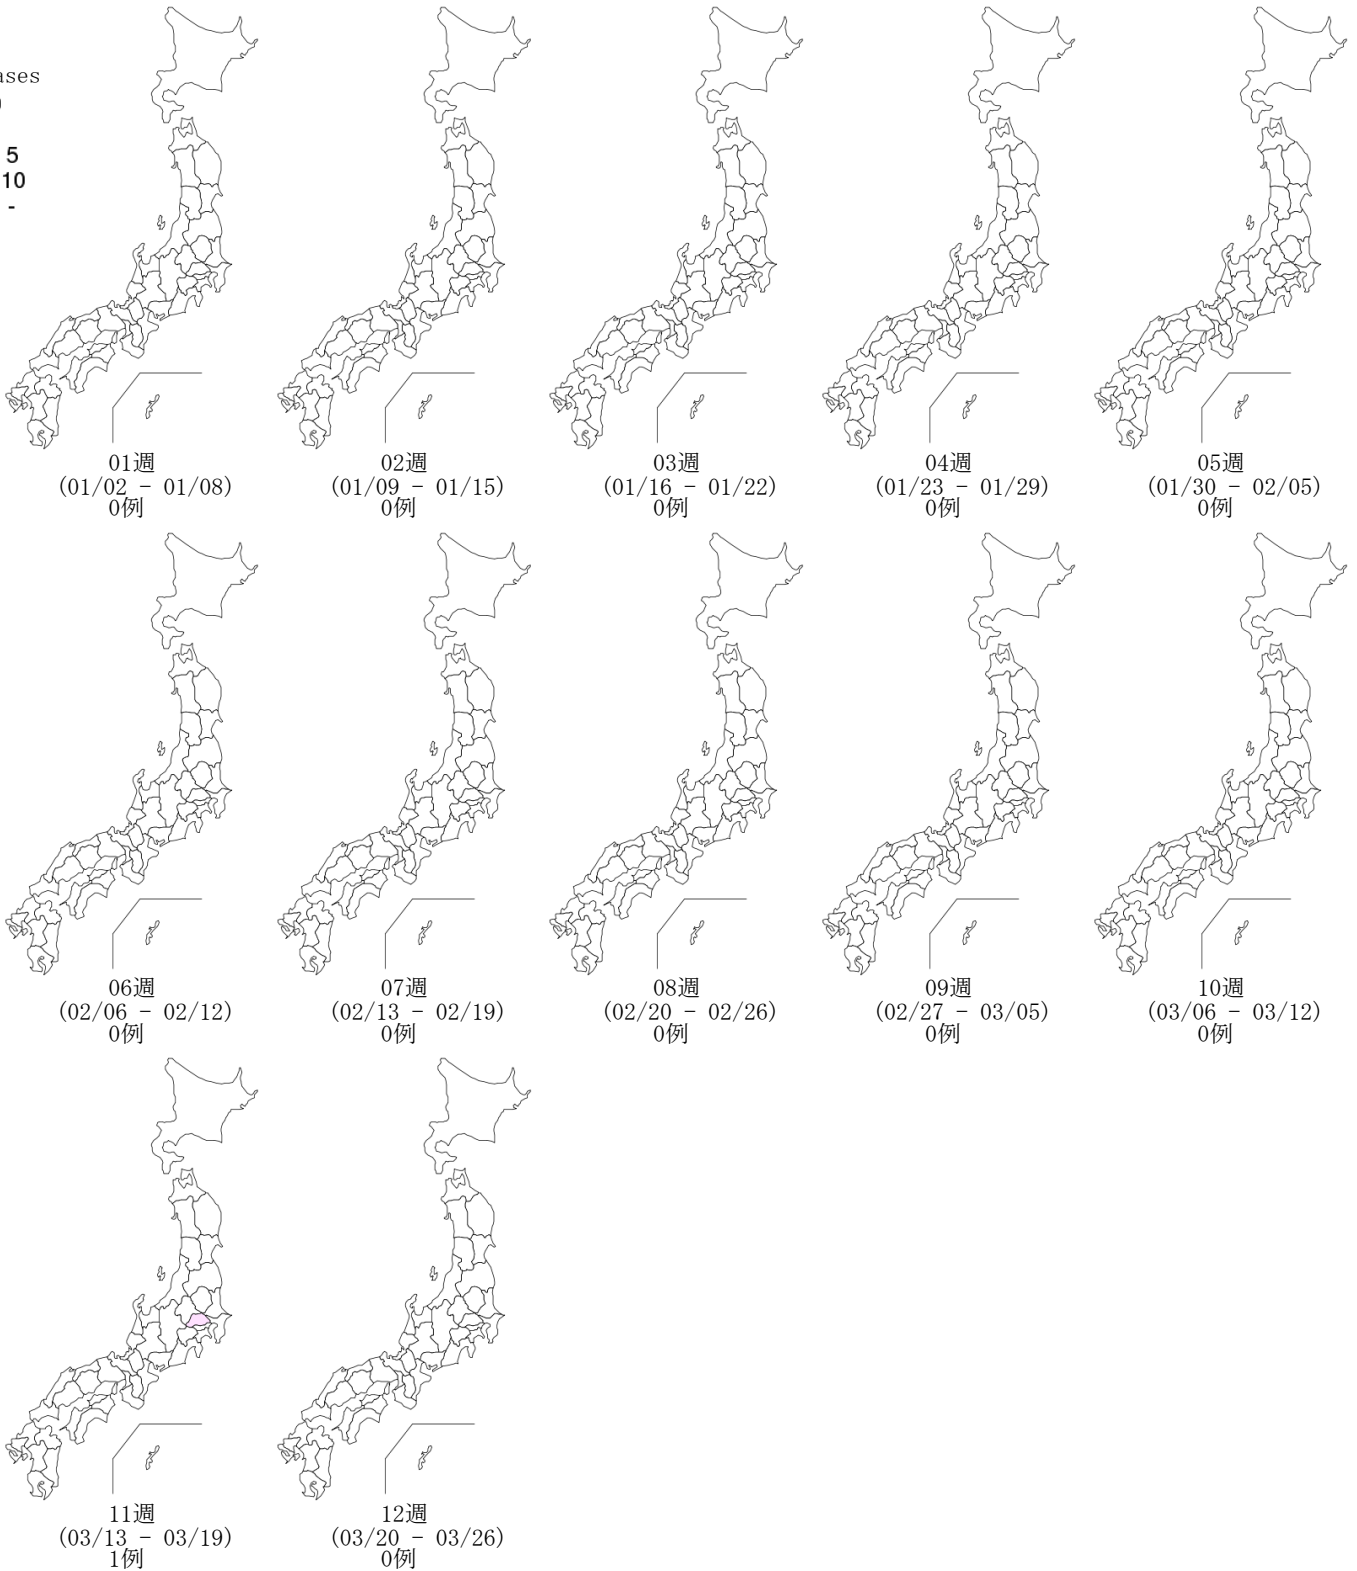 ases
5
10
-
01週
(01/02 - 01/08)
0例
02週
(01/09 - 01/15)
0例
03週
(01/16 - 01/22)
0例
04週
(01/23 - 01/29)
0例
05週
(01/30 - 02/05)
0例
06週
(02/06 - 02/12)
0例
07週
(02/13 - 02/19)
0例
08週
(02/20 - 02/26)
0例
09週
(02/27 - 03/05)
0例
10週
(03/06 - 03/12)
0例
11週
(03/13 - 03/19)
1例
12週
(03/20 - 03/26)
0例